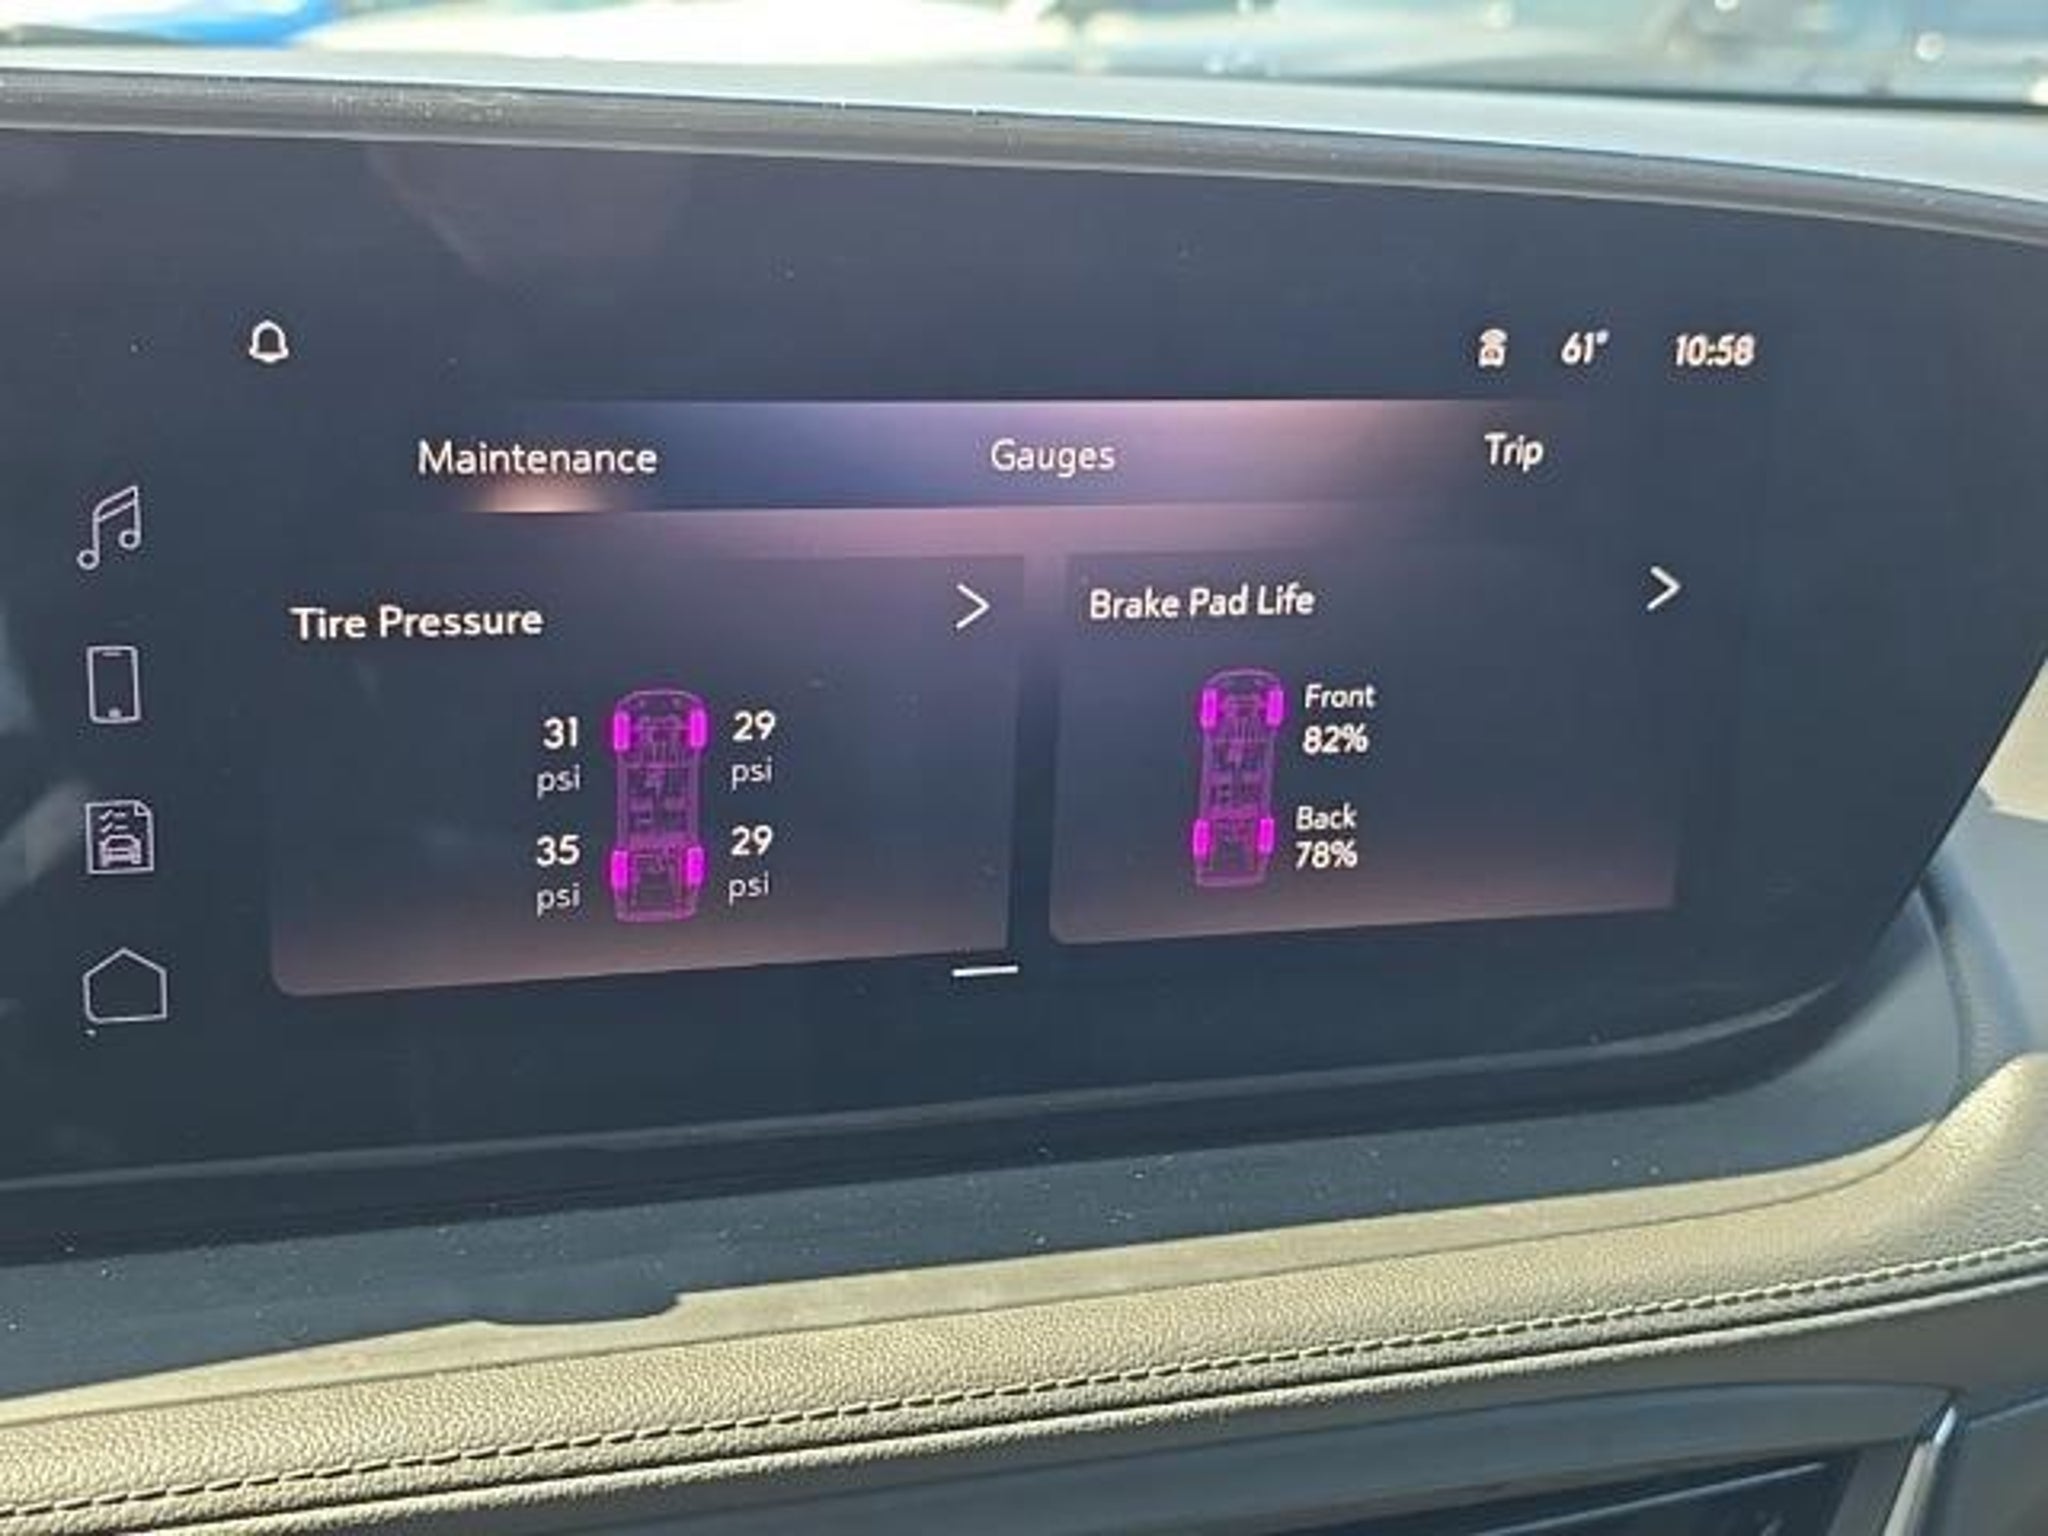 61° 10:58
Maintenance Gauges Trip
Tire Pressure
31 psi
29 psi
35 psi
29 psi
Brake Pad Life
Front
82%
Back
78%